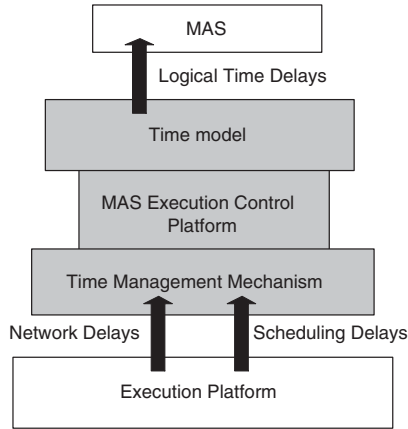 MAS
Logical Time Delays
Time model
MAS Execution Control
Platform
Time Management Mechanism
Network Delays
Scheduling Delays
Execution Platform